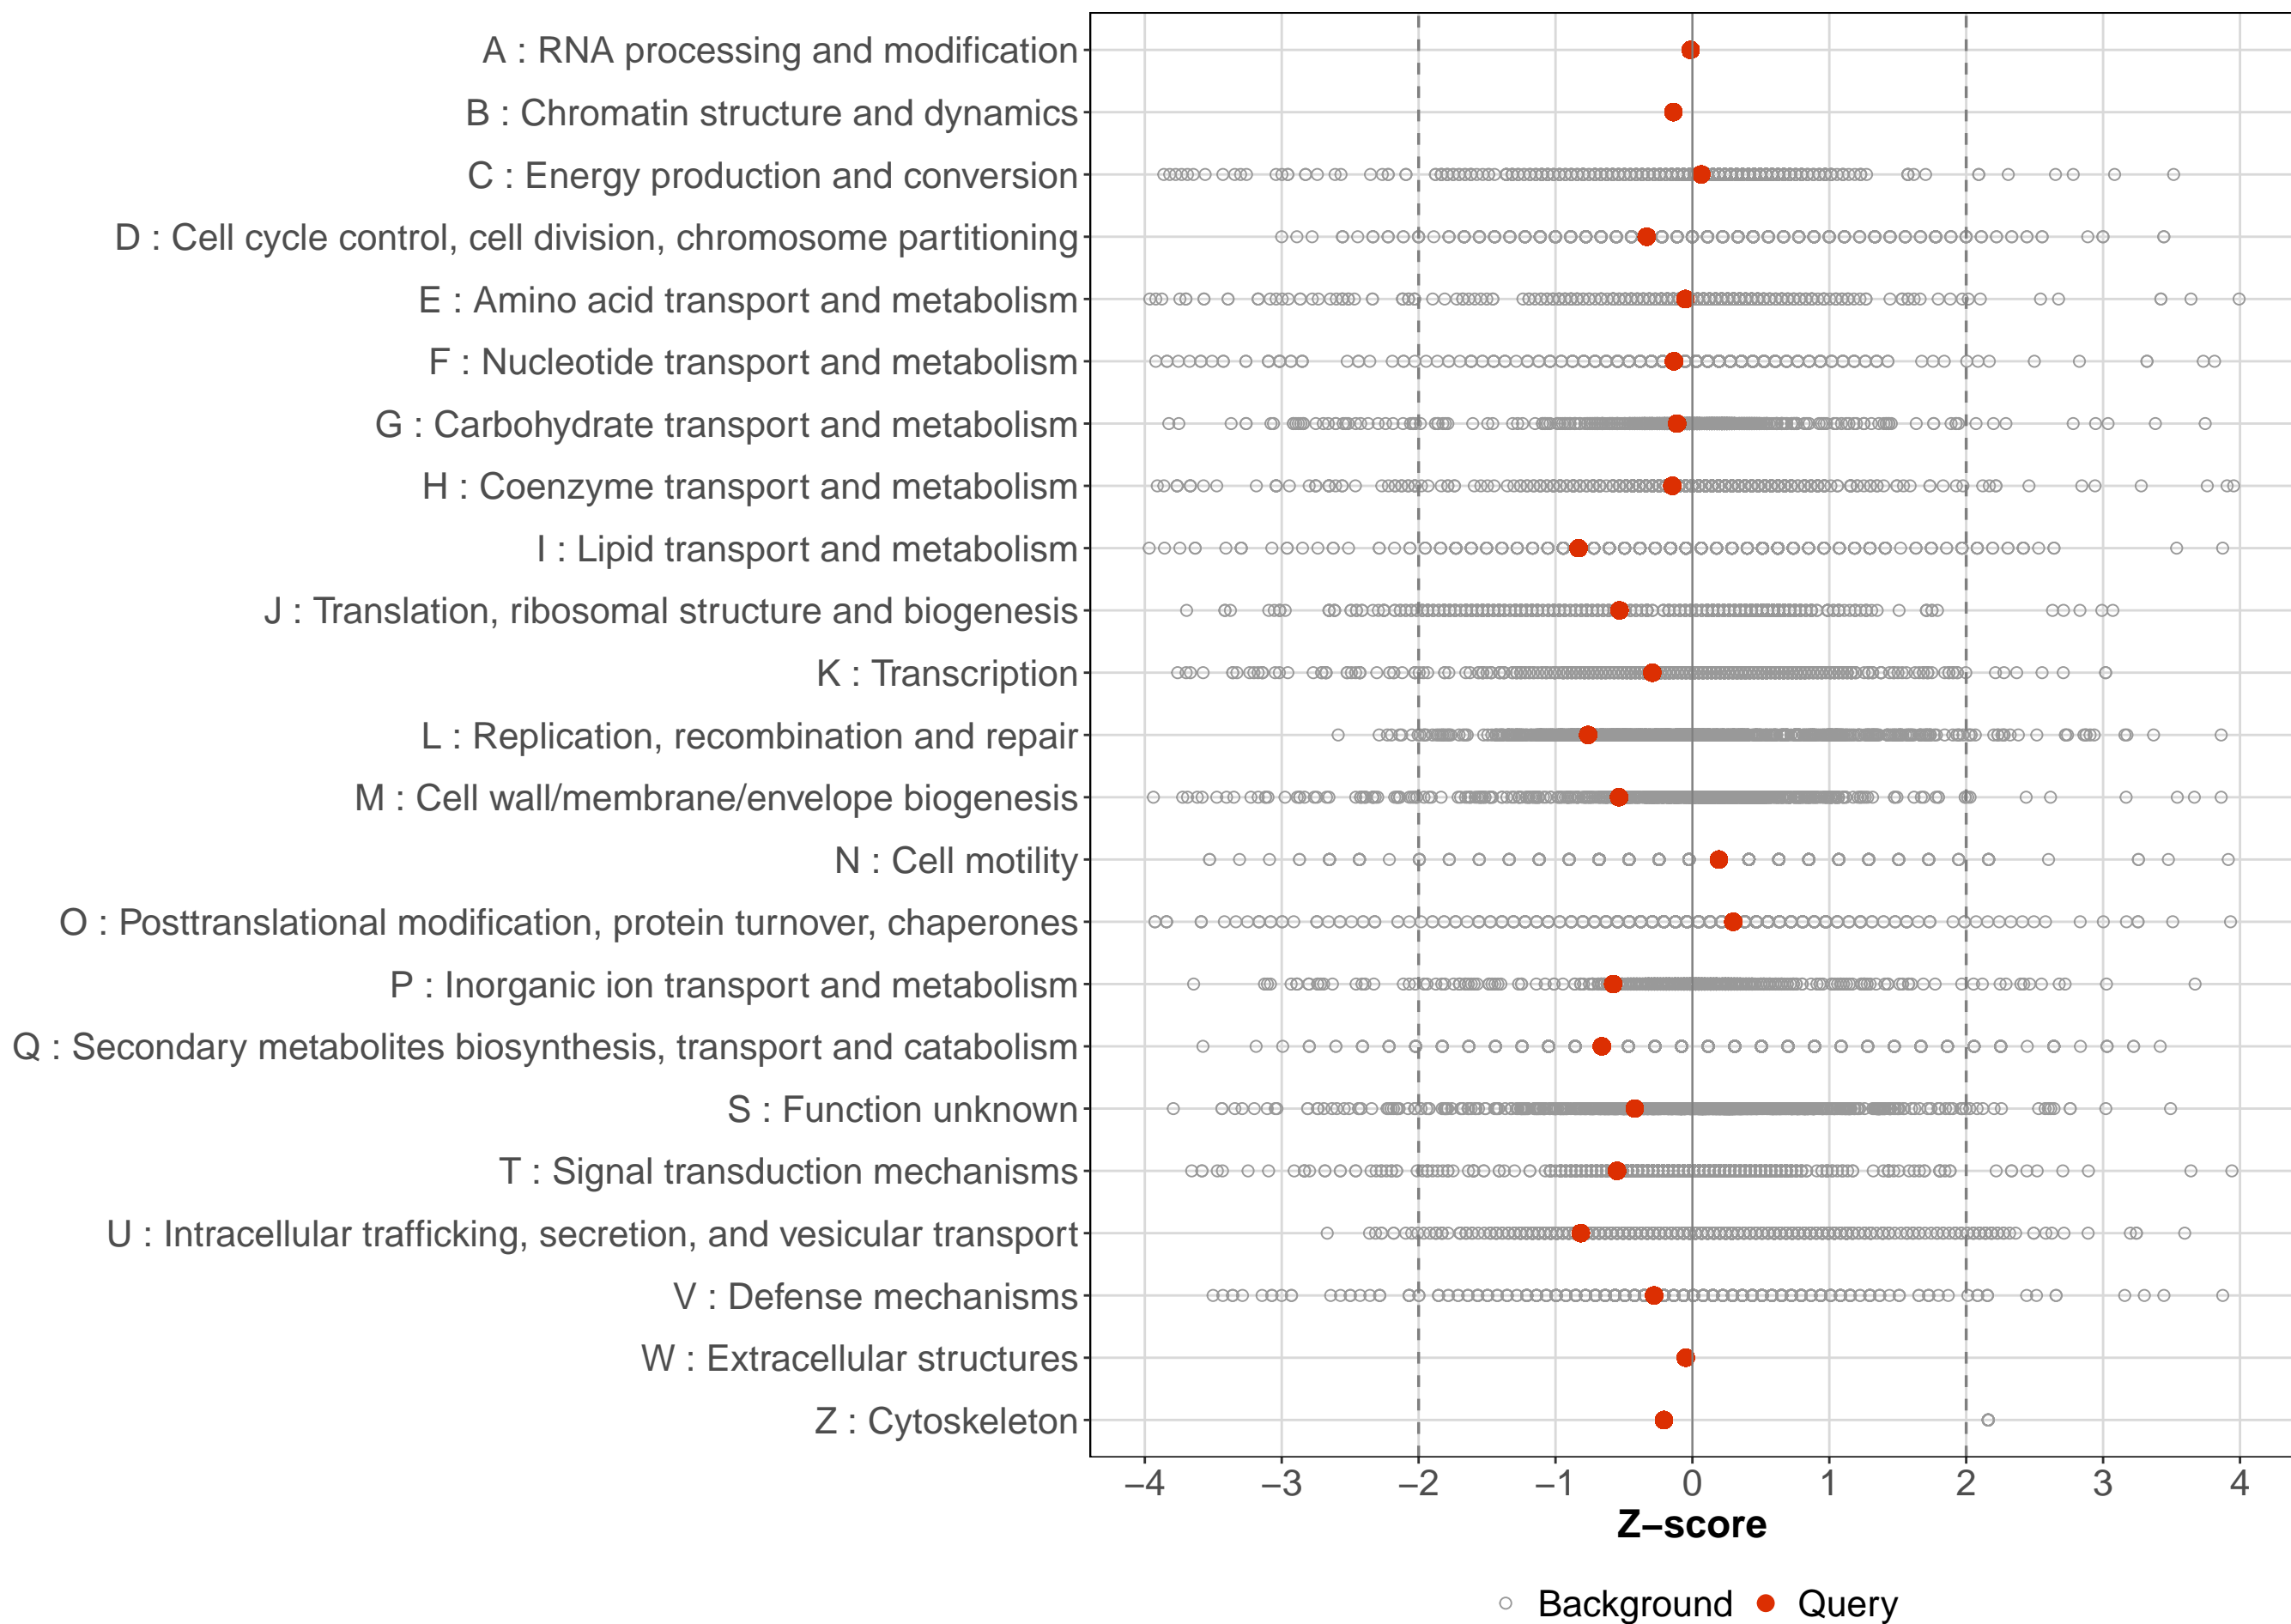 A : RNA processing and modification
B : Chromatin structure and dynamics
C : Energy production and conversion
D : Cell cycle control, cell division, chromosome partitioning
E : Amino acid transport and metabolism
F : Nucleotide transport and metabolism
G : Carbohydrate transport and metabolism
H : Coenzyme transport and metabolism
I : Lipid transport and metabolism
J : Translation, ribosomal structure and biogenesis
K : Transcription
L : Replication, recombination and repair
M : Cell wall/membrane/envelope biogenesis
N : Cell motility
O : Posttranslational modification, protein turnover, chaperones
P : Inorganic ion transport and metabolism
Q : Secondary metabolites biosynthesis, transport and catabolism
S : Function unknown
T : Signal transduction mechanisms
U : Intracellular trafficking, secretion, and vesicular transport
V : Defense mechanisms
W : Extracellular structures
Z : Cytoskeleton
−4 −3 −2 −1 0 1 2 3 4
Z−score
Background Query